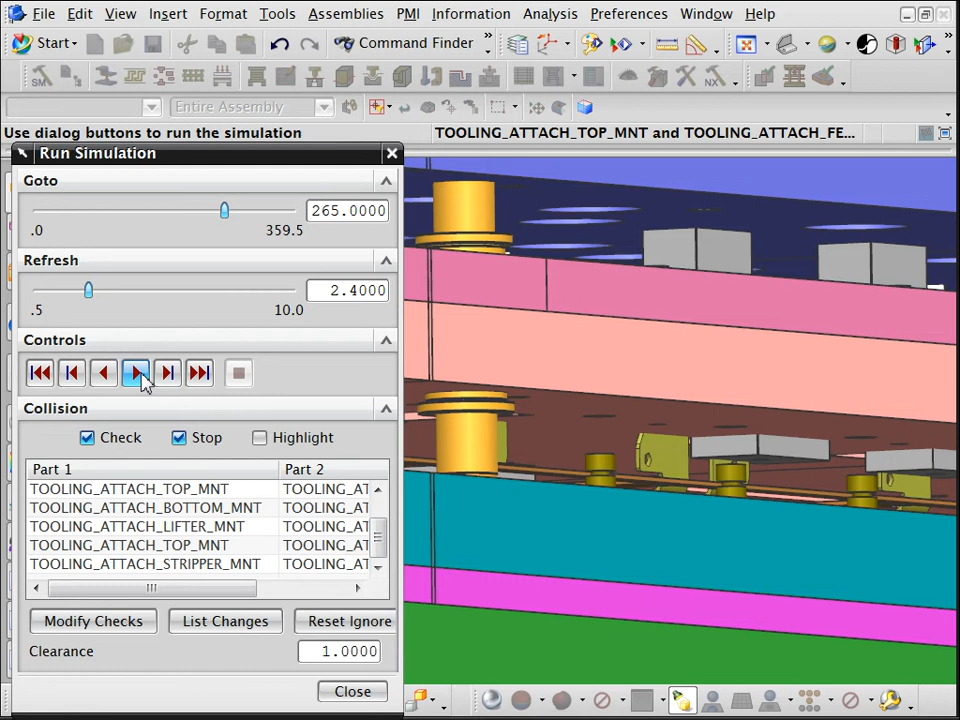 File Edit View Insert Format Tools Assemblies PMI Information Analysis Preferences Window Help
Start Command Finder
SM NX
Entire Assembly
Use dialog buttons to run the simulation TOOLING_ATTACH_TOP_MNT and TOOLING_ATTACH_FE...
Run Simulation
Goto
265.0000
.0 359.5
Refresh
2.4000
.5 10.0
Controls
Collision
Check Stop Highlight
Part 1 Part 2
TOOLING_ATTACH_TOP_MNT TOOLING_AT
TOOLING_ATTACH_BOTTOM_MNT TOOLING_AT
TOOLING_ATTACH_LIFTER_MNT TOOLING_AT
TOOLING_ATTACH_TOP_MNT TOOLING_AT
TOOLING_ATTACH_STRIPPER_MNT TOOLING_AT
Modify Checks List Changes Reset Ignore
Clearance 1.0000
Close